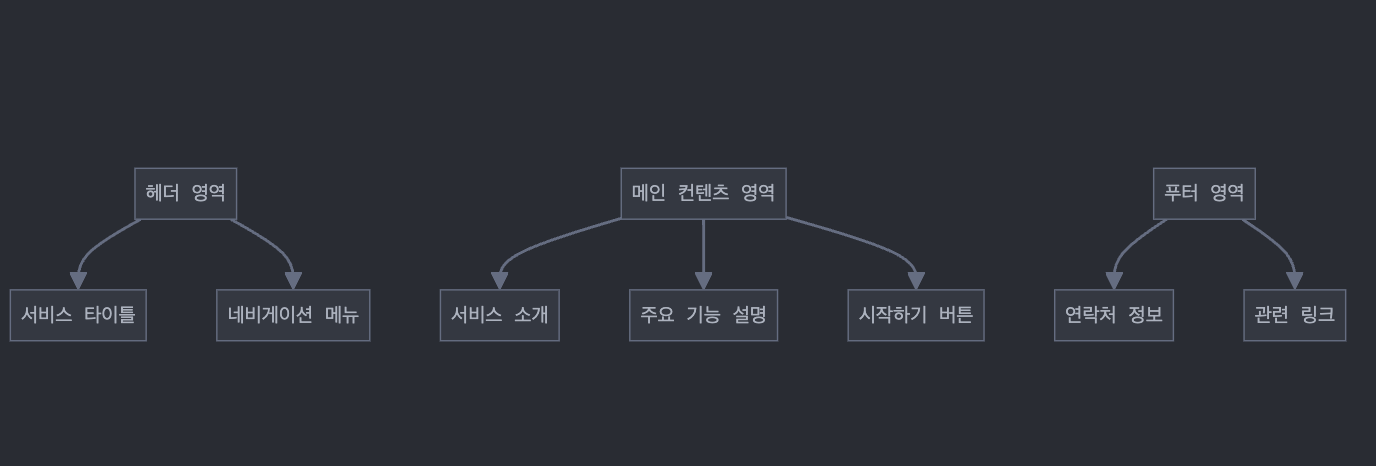 헤더 영역
메인 컨텐츠 영역
푸터 영역
서비스 타이틀
네비게이션 메뉴
서비스 소개
주요 기능 설명
시작하기 버튼
연락처 정보
관련 링크